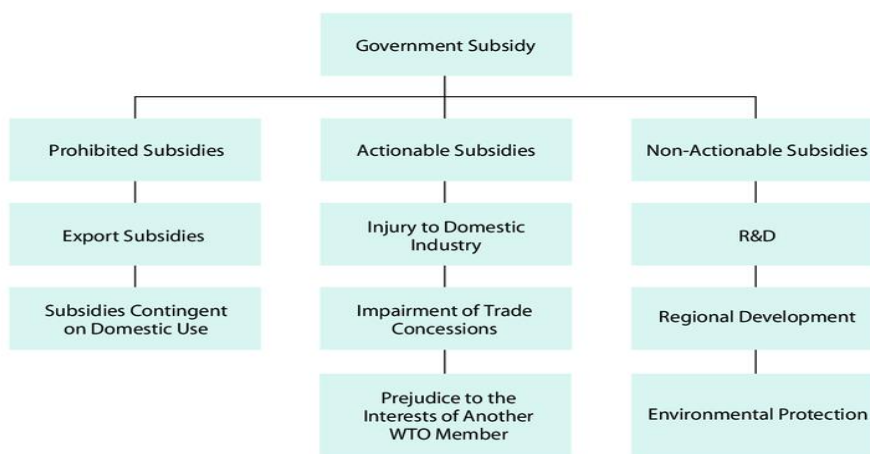 Government Subsidy
Prohibited Subsidies
Actionable Subsidies
Non-Actionable Subsidies
Export Subsidies
Injury to Domestic
Industry
R&D
Subsidies Contingent
on Domestic Use
Impairment of Trade
Concessions
Regional Development
Prejudice to the
Interests of Another
WTO Member
Environmental Protection